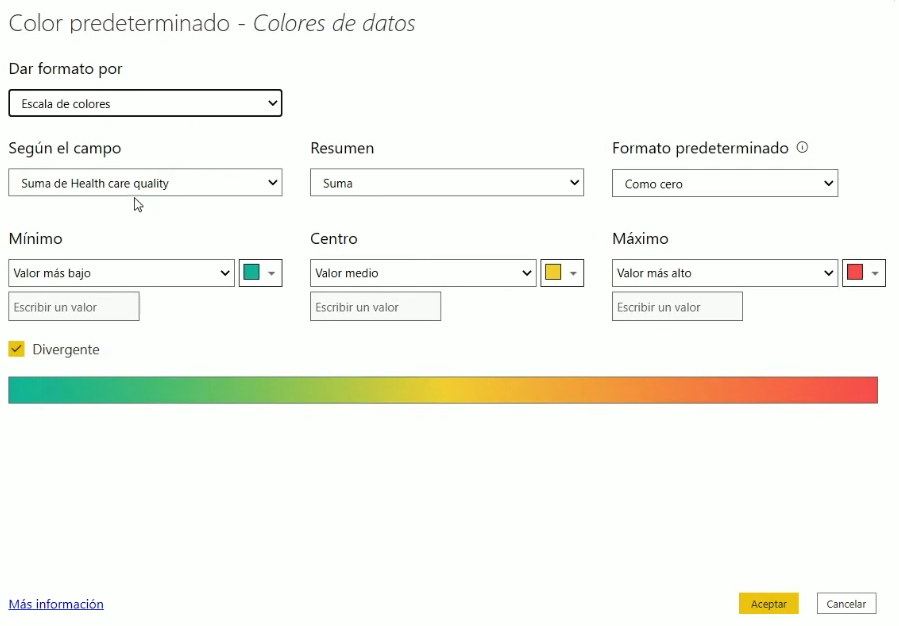 Color predeterminado - Colores de datos
Dar formato por
Escala de colores
Según el campo
Resumen
Formato predeterminado
Suma de Health care quality
Suma
Como cero
Mínimo
Centro
Máximo
Valor más bajo
Valor medio
Valor más alto
Escribir un valor
Escribir un valor
Escribir un valor
Divergente
Más información
Aceptar
Cancelar